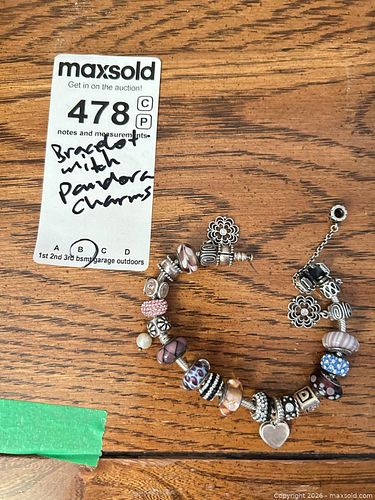 maxsold
Get in on the auction!
478 C
P
notes and measurements
Bracelet
with
Pandora
Charms
A B C D
1st 2nd 3rd bsmt garage outdoors
D
Copyright 2026 - maxsold.com